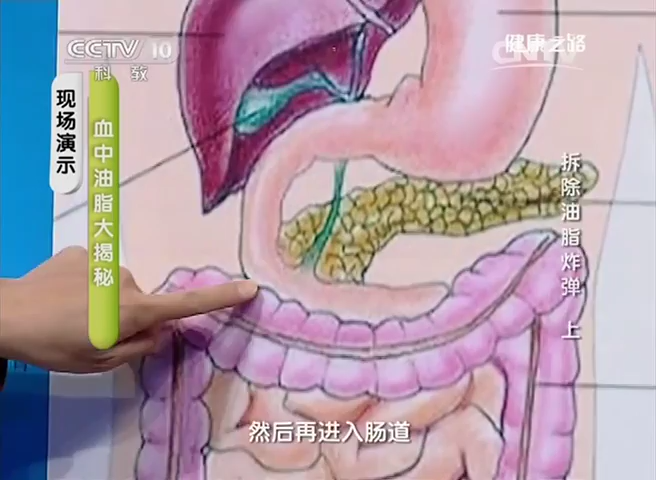 CCTV 10
科教
健康之路
CNTV
现场演示
血中油脂大揭秘
拆除油脂炸弹 上
然后再进入肠道